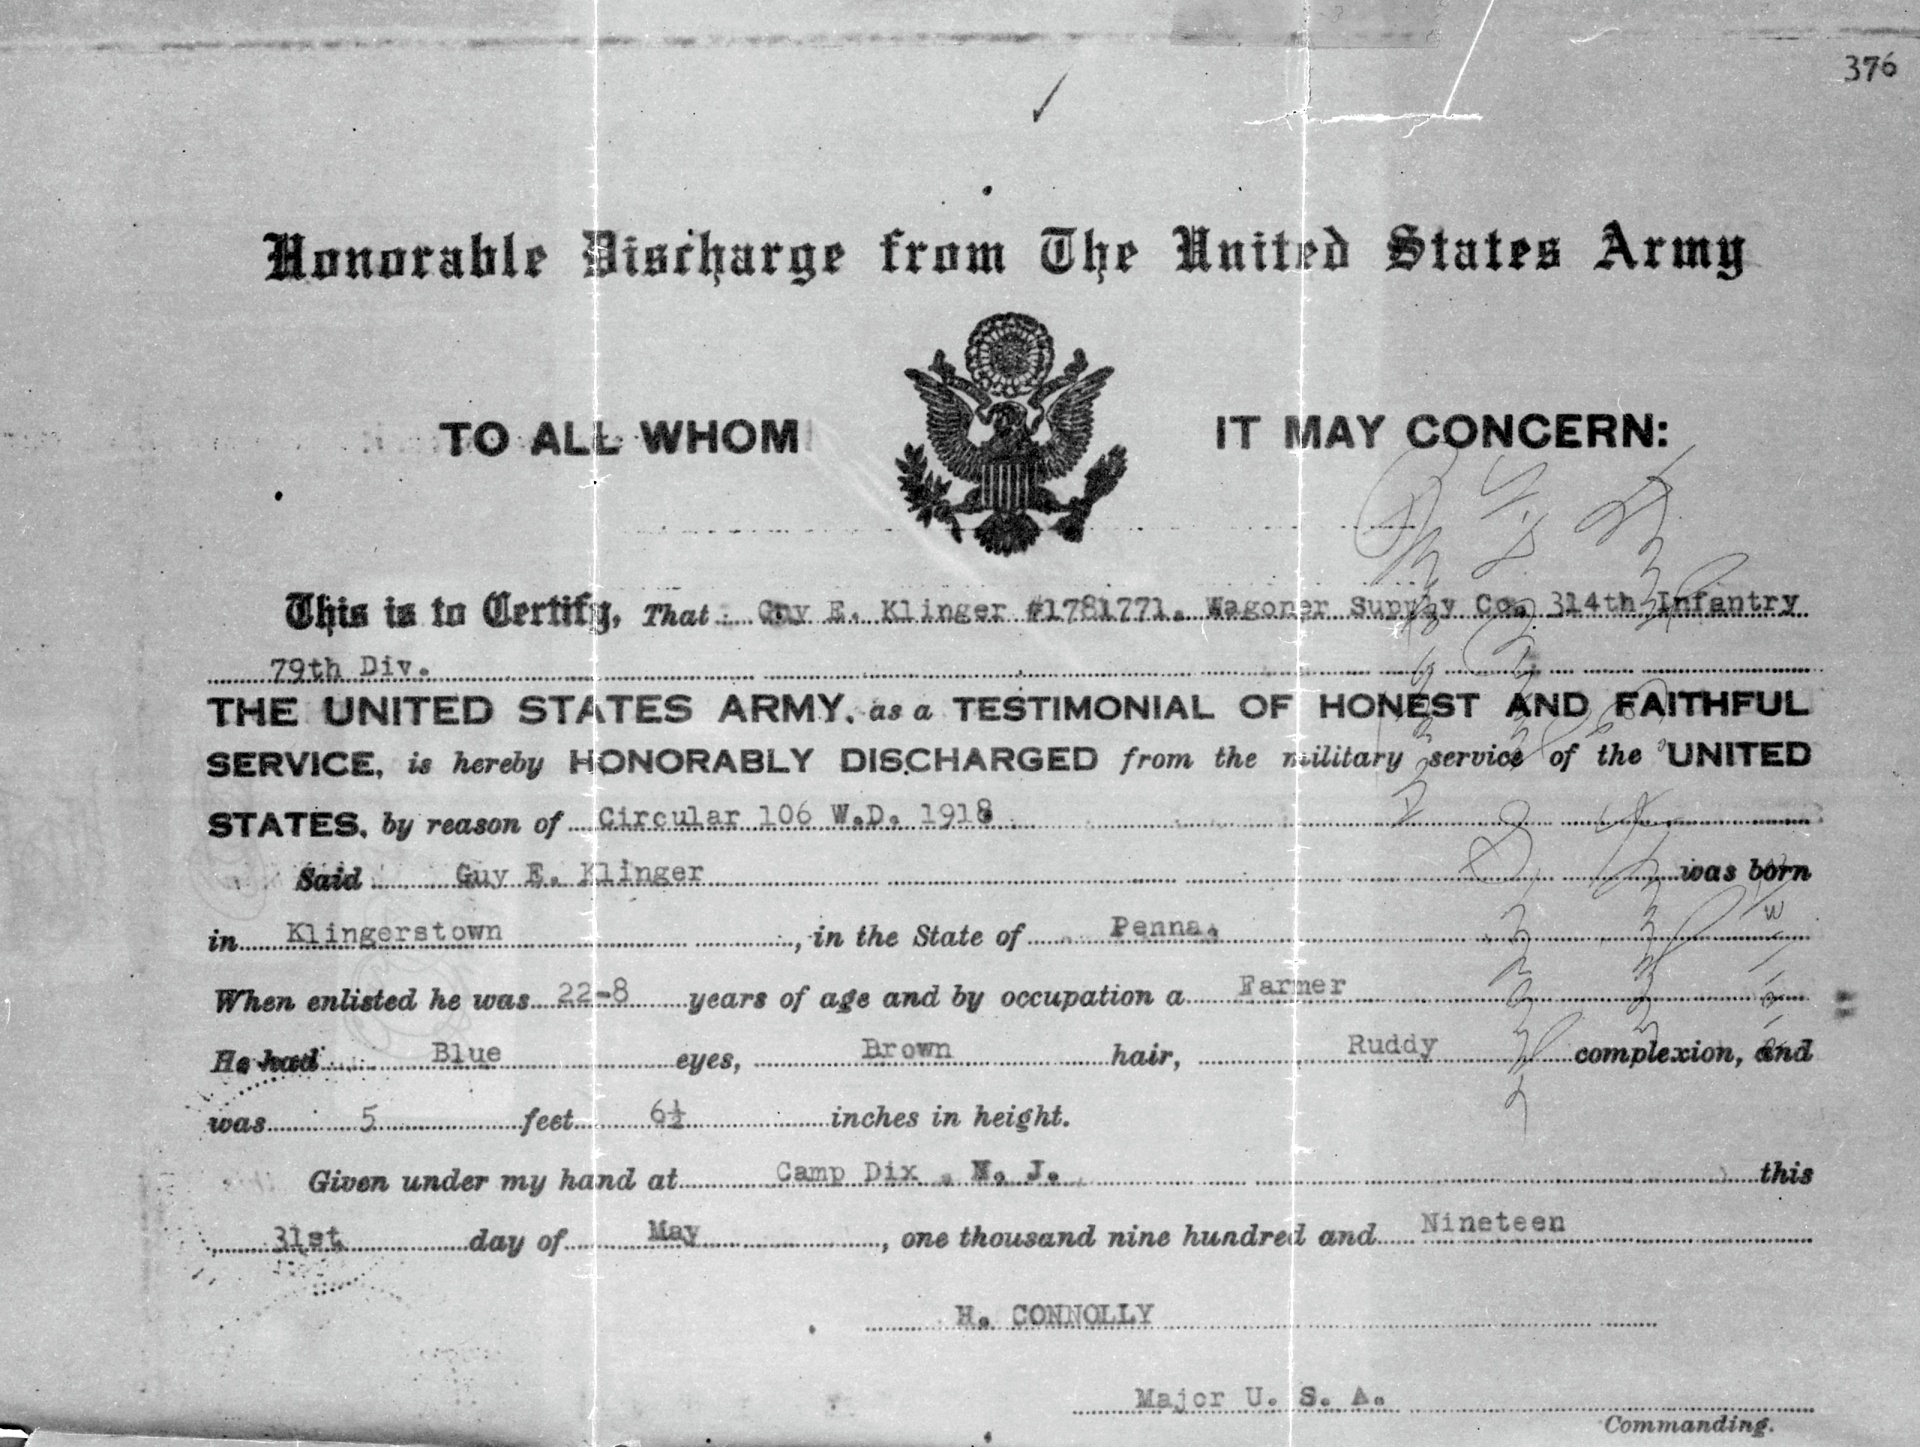 376
Honorable Discharge from The United States Army
TO ALL WHOM IT MAY CONCERN:
This is to Certify, That Guy E. Klinger #1781771. Wagoner Supply Co. 314th Infantry
79th Div.
THE UNITED STATES ARMY, as a TESTIMONIAL OF HONEST AND FAITHFUL
SERVICE, is hereby HONORABLY DISCHARGED from the military service of the UNITED
STATES, by reason of Circular 106 W.D. 1918
Said Guy E. Klinger was born
in Klingerstown, in the State of Penna.
When enlisted he was 22-8 years of age and by occupation a Farmer
He had Blue eyes, Brown hair, Ruddy complexion, and
was 5 feet 6½ inches in height.
Given under my hand at Camp Dix . N. J. this
31st day of May, one thousand nine hundred and Nineteen
H. CONNOLLY
Major U. S. A.
Commanding.